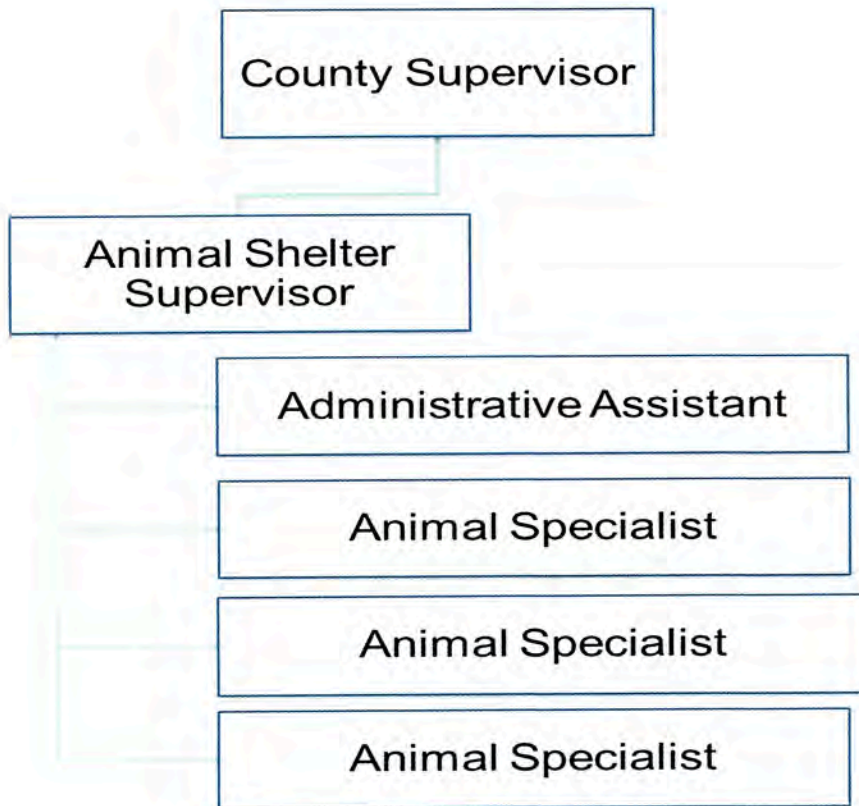 County Supervisor
Animal Shelter
Supervisor
Administrative Assistant
Animal Specialist
Animal Specialist
Animal Specialist